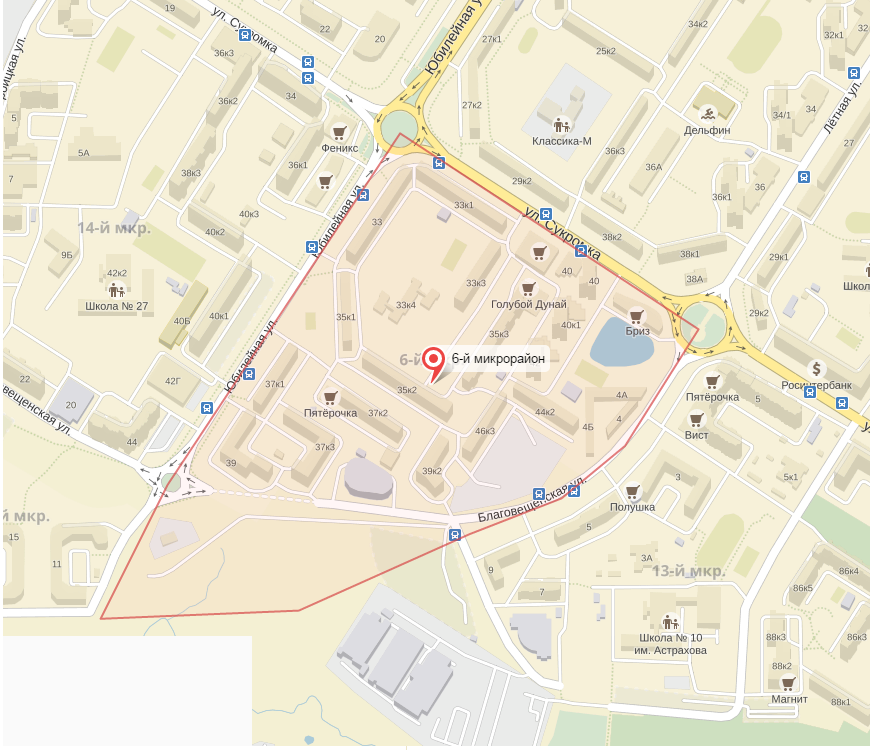 19
ул. Сукромка
22
20
Юбилейная ул.
27к1
25к2
32к1
32
36к3
34
36к2
27к2
Дельфин
34/1
34
Лётная ул.
27
5
5А
7
Феникс
Классика-М
36к3
36А
36к1
36
36к1
38к3
29к2
33
33к1
Юбилейная ул.
ул. Сукромка
38к2
40к3
40к2
14-й мкр.
9Б
42к2
Школа № 27
38к1
38А
29к1
40
40
33к3
33к4
Голубой Дунай
40к1
35к3
Бриз
29к2
40Б
40к1
35к1
6-й микрорайон
Росинтербанк
22
42Г
20
44
Юбилейная ул.
37к1
35к2
Пятёрочка
37к2
4А
4Б
4
44к2
Пятёрочка
Вист
5
39
37к3
46к3
39к2
Благовещенская ул.
5к1
3
Полушка
5
15
11
9
7
3А
13-й мкр.
Школа № 10
им. Астрахова
86к4
86к5
86к3
88к3
88к2
Магнит
88к1